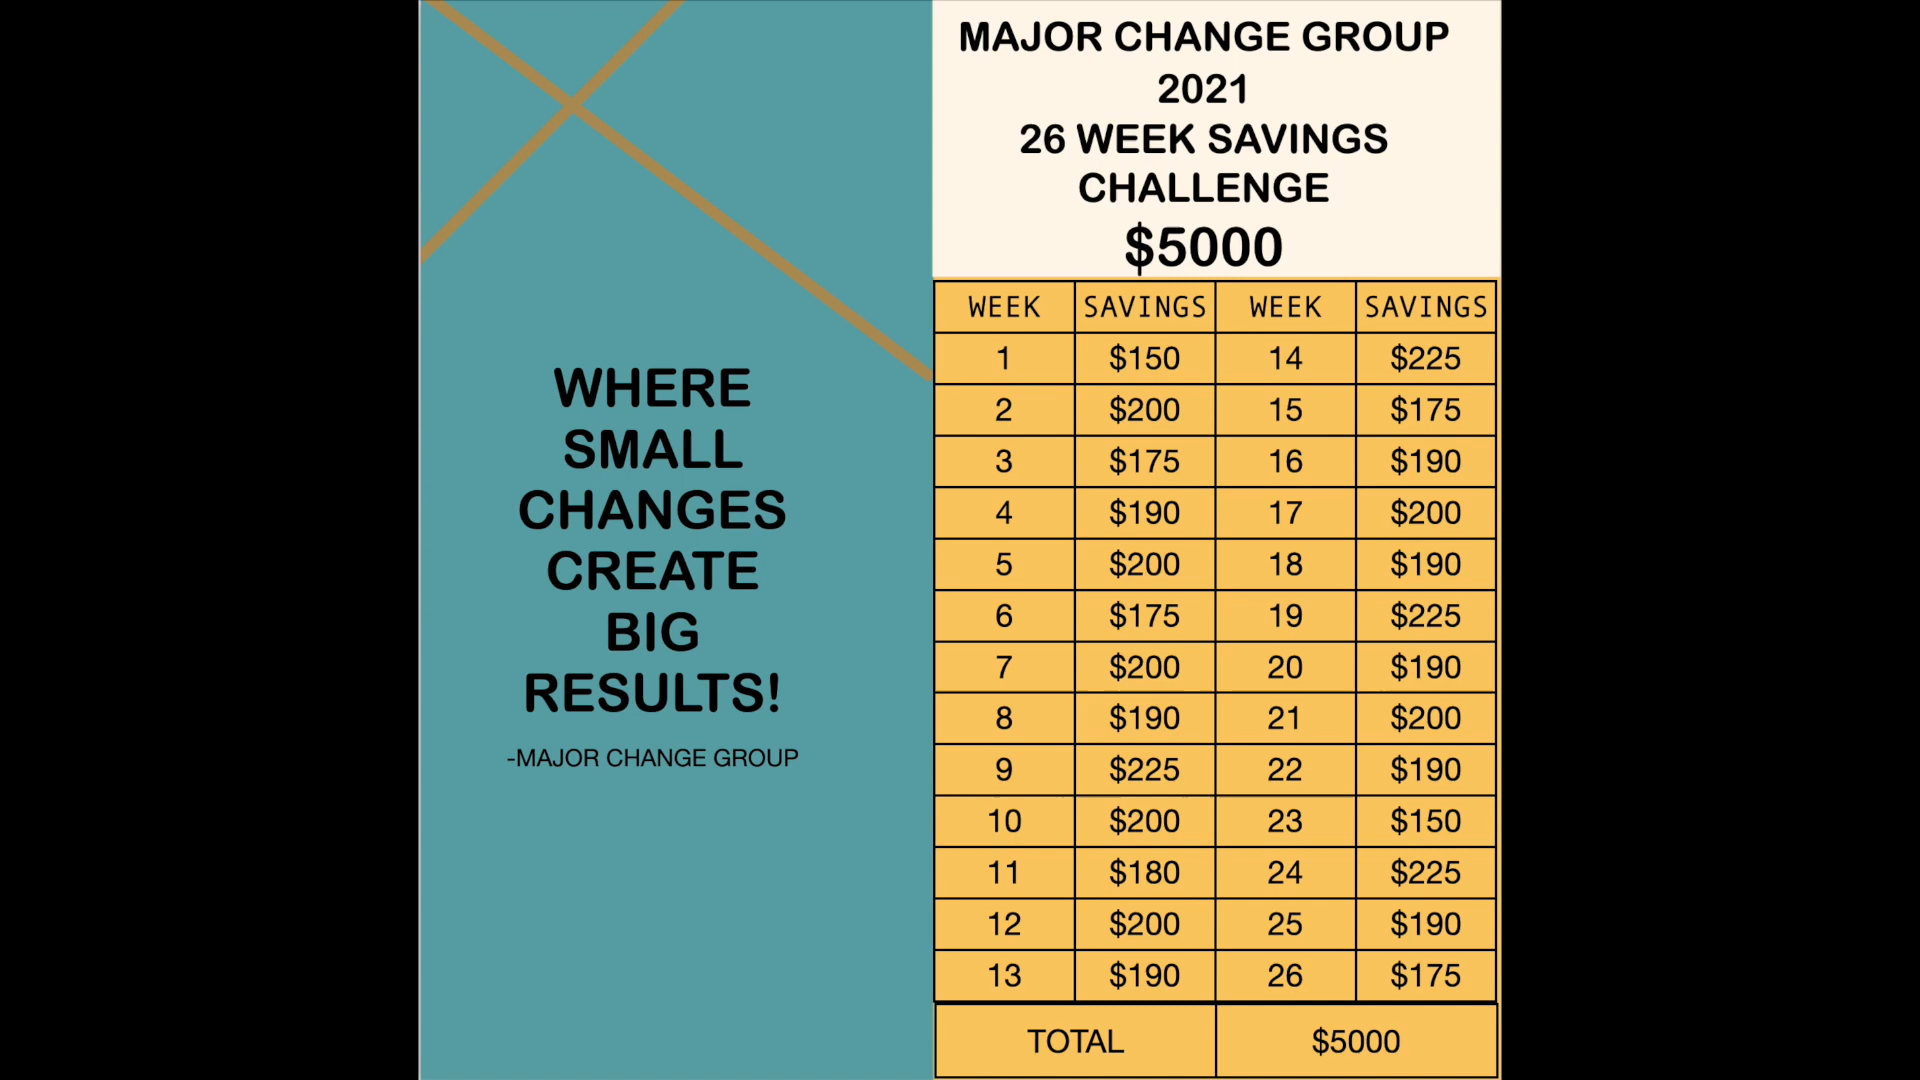 WHERE
SMALL
CHANGES
CREATE
BIG
RESULTS!
-MAJOR CHANGE GROUP
MAJOR CHANGE GROUP
2021
26 WEEK SAVINGS
CHALLENGE
$5000
WEEK SAVINGS WEEK SAVINGS
1 $150 14 $225
2 $200 15 $175
3 $175 16 $190
4 $190 17 $200
5 $200 18 $190
6 $175 19 $225
7 $200 20 $190
8 $190 21 $200
9 $225 22 $190
10 $200 23 $150
11 $180 24 $225
12 $200 25 $190
13 $190 26 $175
TOTAL $5000